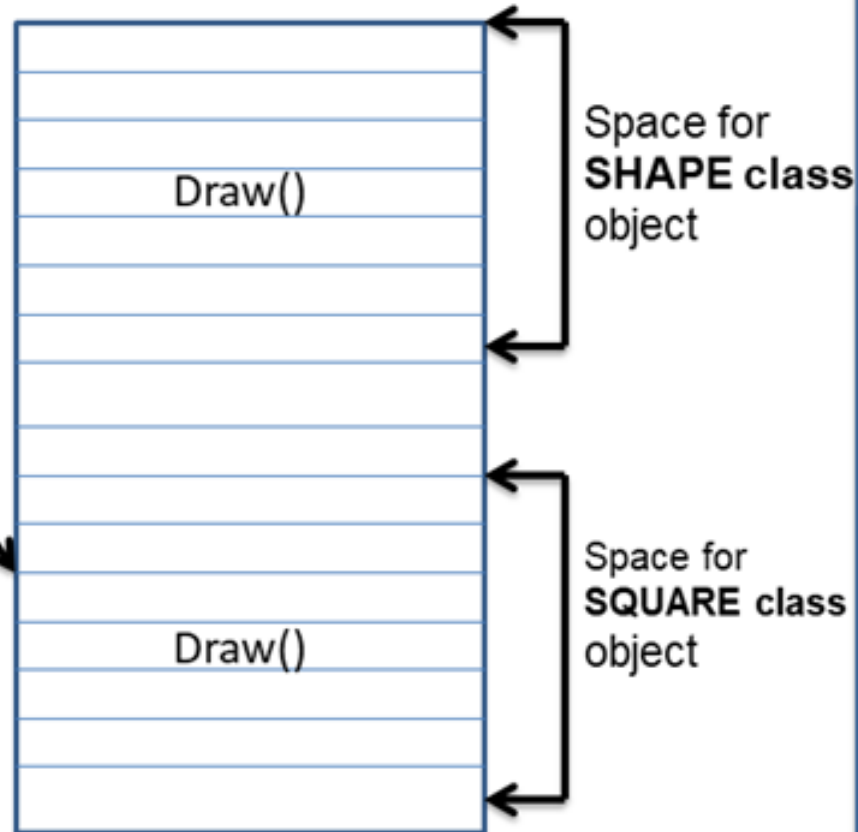 Draw()
Space for
SHAPE class
object
Draw()
Space for
SQUARE class
object